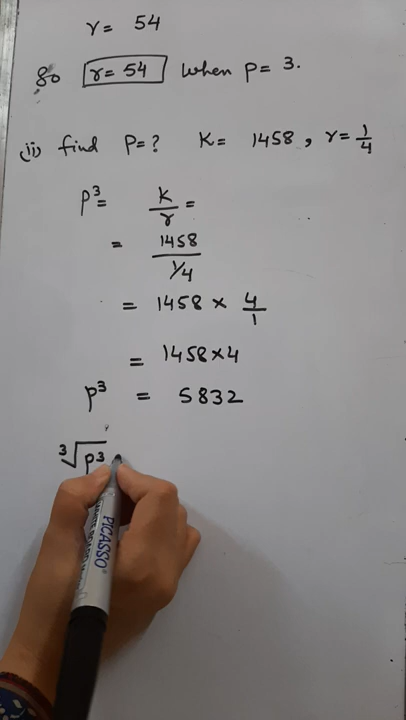 r = 54
So r = 54 when p = 3.
(ii) find P = ? K = 1458, r = 1/4
p³ = K/r =
= 1458 / 1/4
= 1458 × 4/1
= 1458×4
p³ = 5832
³√p³
PICASSO